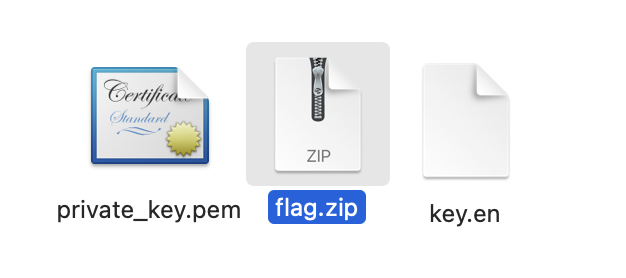 Certificate
Standard
ZIP
private_key.pem
flag.zip
key.en